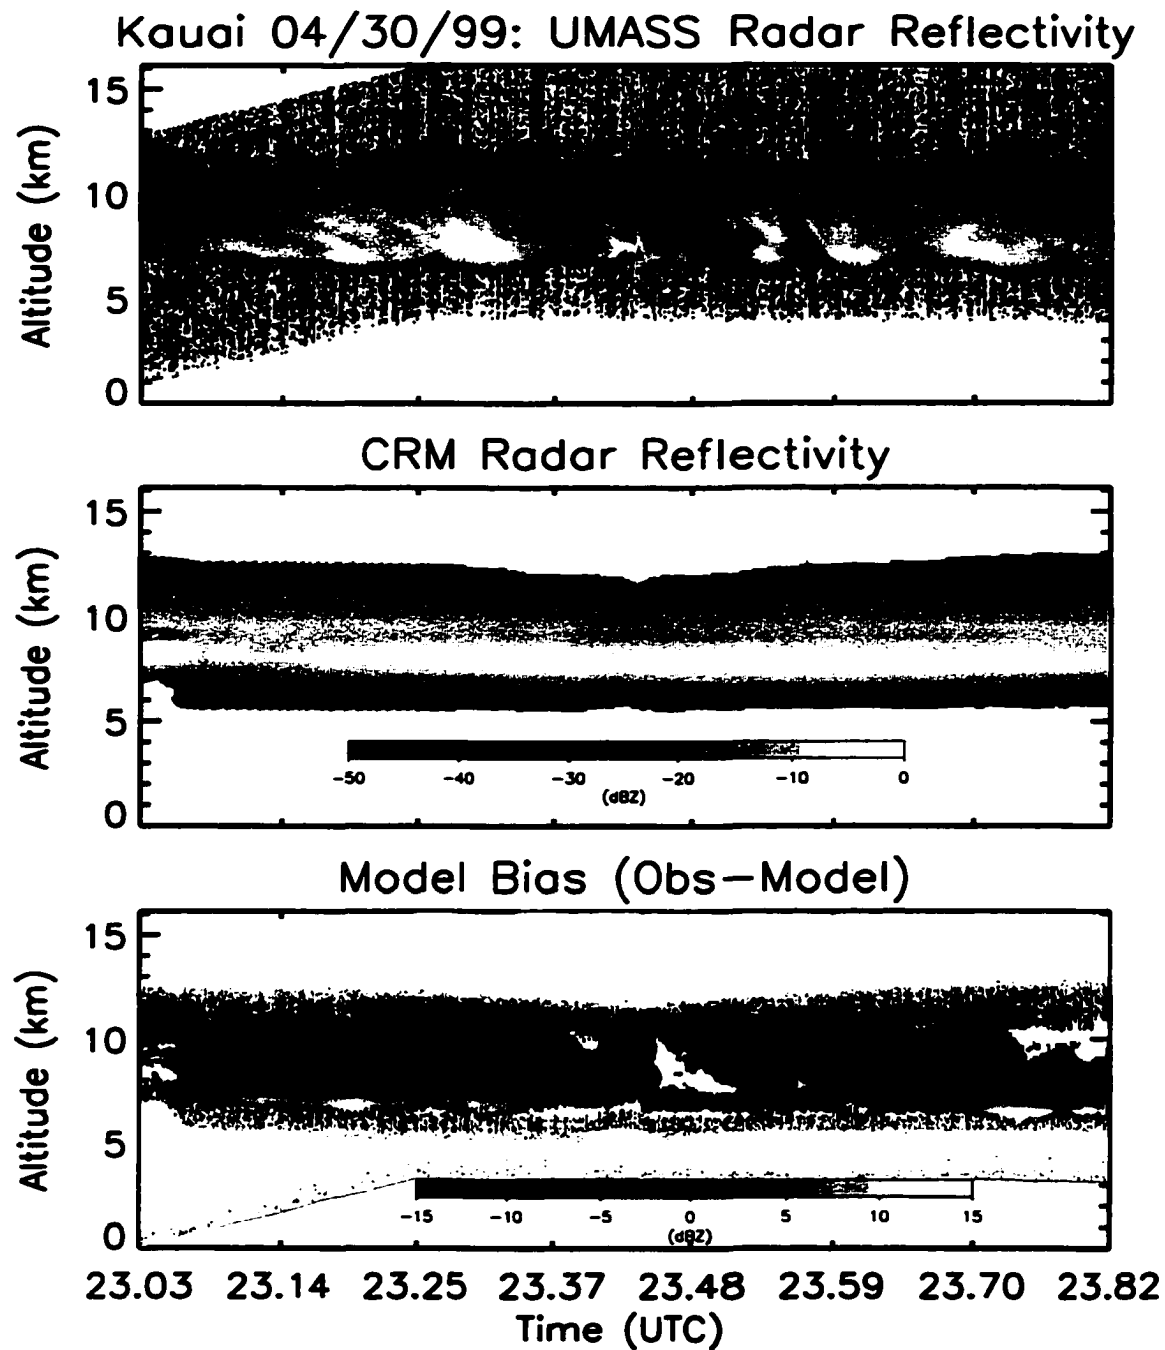 Kauai 04/30/99: UMASS Radar Reflectivity
15
10
5
0
Altitude (km)
CRM Radar Reflectivity
15
10
5
0
Altitude (km)
-50 -40 -30 -20 -10 0
(dBZ)
Model Bias (Obs-Model)
15
10
5
0
Altitude (km)
-15 -10 -5 0 5 10 15
(dBZ)
23.03 23.14 23.25 23.37 23.48 23.59 23.70 23.82
Time (UTC)